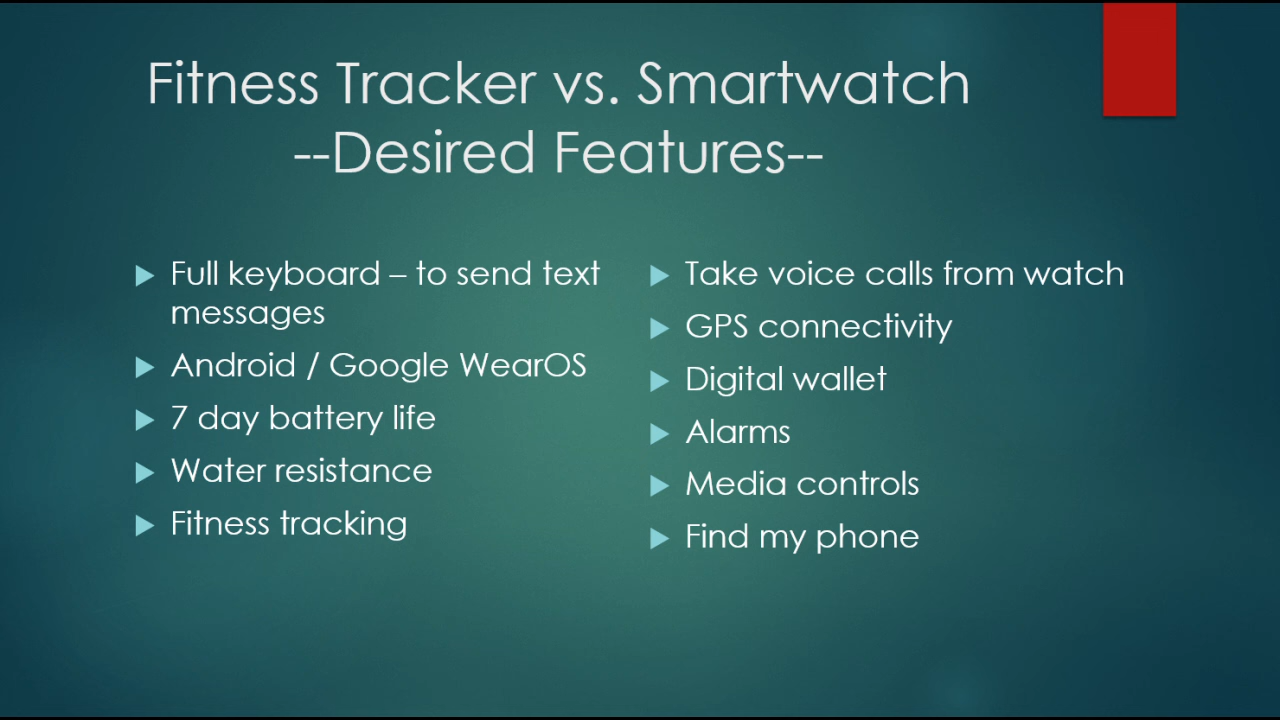 Fitness Tracker vs. Smartwatch
--Desired Features--
Full keyboard – to send text
messages
Android / Google WearOS
7 day battery life
Water resistance
Fitness tracking
Take voice calls from watch
GPS connectivity
Digital wallet
Alarms
Media controls
Find my phone